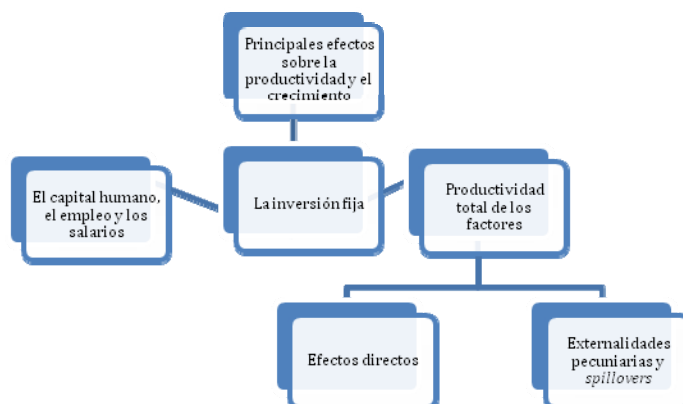 Principales efectos
sobre la
productividad y el
crecimiento
El capital humano,
el empleo y los
salarios
La inversión fija
Productividad
total de los
factores
Efectos directos
Externalidades
pecuniarias y
spillovers